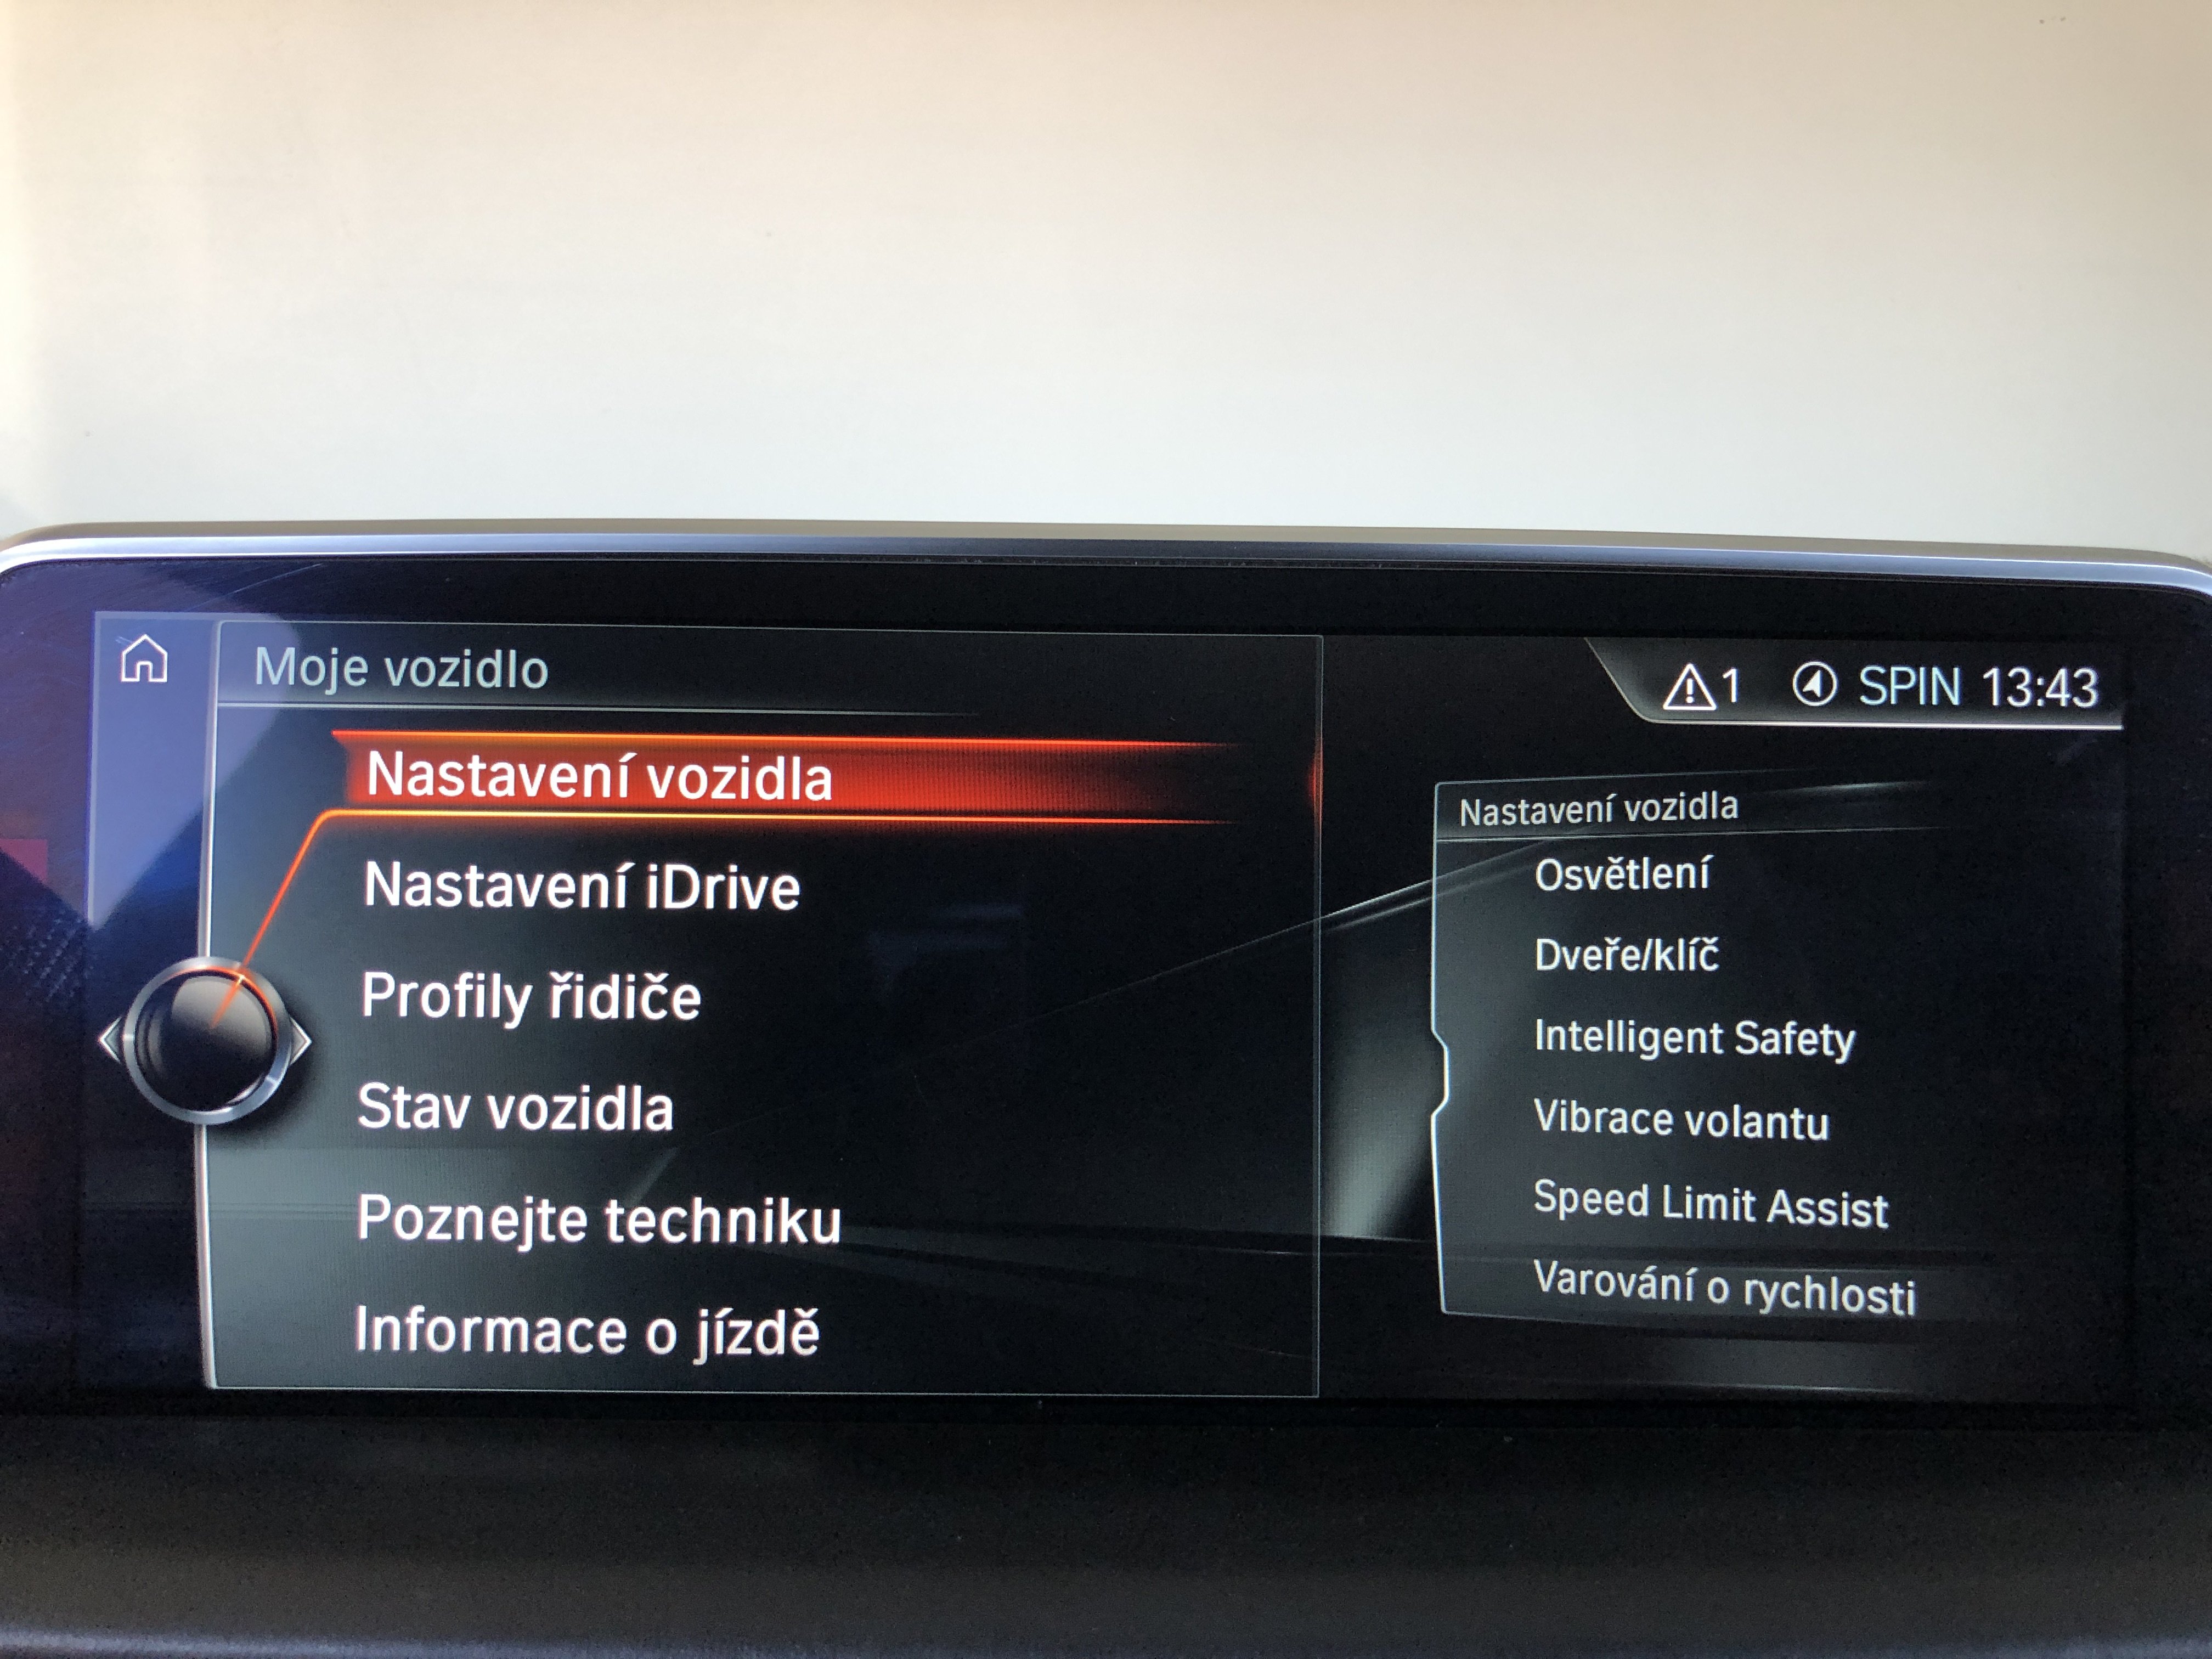 Moje vozidlo
1 SPIN 13:43
Nastavení vozidla
Nastavení iDrive
Profily řidiče
Stav vozidla
Poznejte techniku
Informace o jízdě
Nastavení vozidla
Osvětlení
Dveře/klíč
Intelligent Safety
Vibrace volantu
Speed Limit Assist
Varování o rychlosti